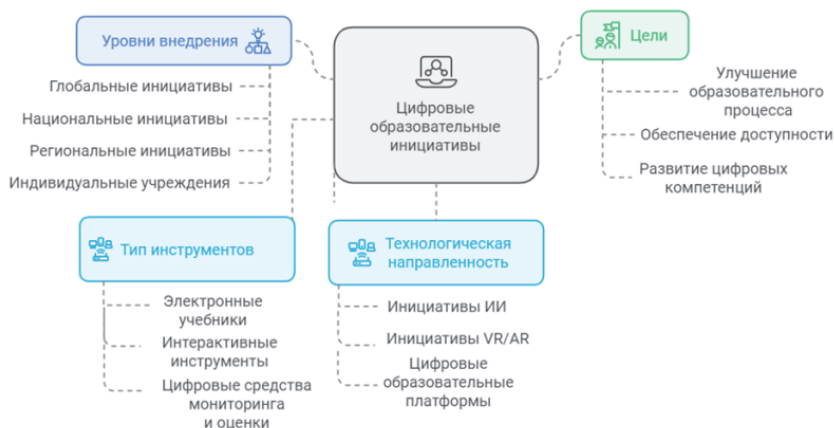 Уровни внедрения
Глобальные инициативы
Национальные инициативы
Региональные инициативы
Индивидуальные учреждения
Цифровые
образовательные
инициативы
Цели
Улучшение
образовательного
процесса
Обеспечение доступности
Развитие цифровых
компетенций
Тип инструментов
Электронные
учебники
Интерактивные
инструменты
Цифровые средства
мониторинга
и оценки
Технологическая
направленность
Инициативы ИИ
Инициативы VR/AR
Цифровые
образовательные
платформы